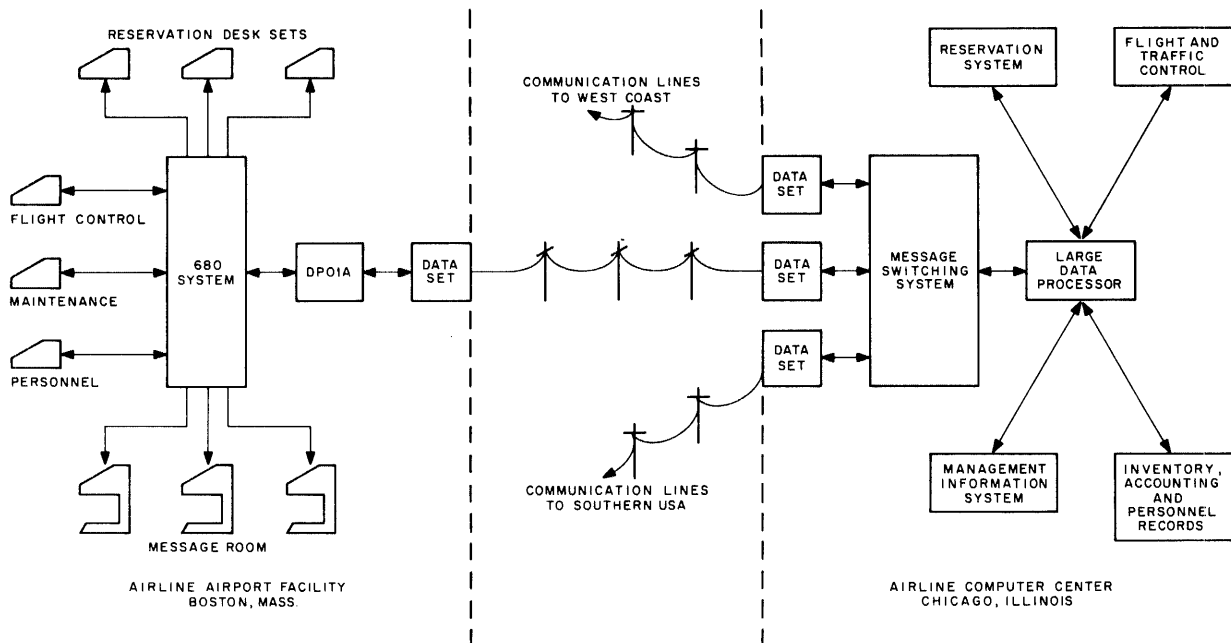 RESERVATION DESK SETS
FLIGHT CONTROL
MAINTENANCE
PERSONNEL
680
SYSTEM
DP01A
DATA
SET
MESSAGE ROOM
AIRLINE AIRPORT FACILITY
BOSTON, MASS.
COMMUNICATION LINES
TO WEST COAST
COMMUNICATION LINES
TO SOUTHERN USA
DATA
SET
DATA
SET
DATA
SET
MESSAGE
SWITCHING
SYSTEM
RESERVATION
SYSTEM
FLIGHT AND
TRAFFIC
CONTROL
LARGE
DATA
PROCESSOR
MANAGEMENT
INFORMATION
SYSTEM
INVENTORY,
ACCOUNTING
AND
PERSONNEL
RECORDS
AIRLINE COMPUTER CENTER
CHICAGO, ILLINOIS